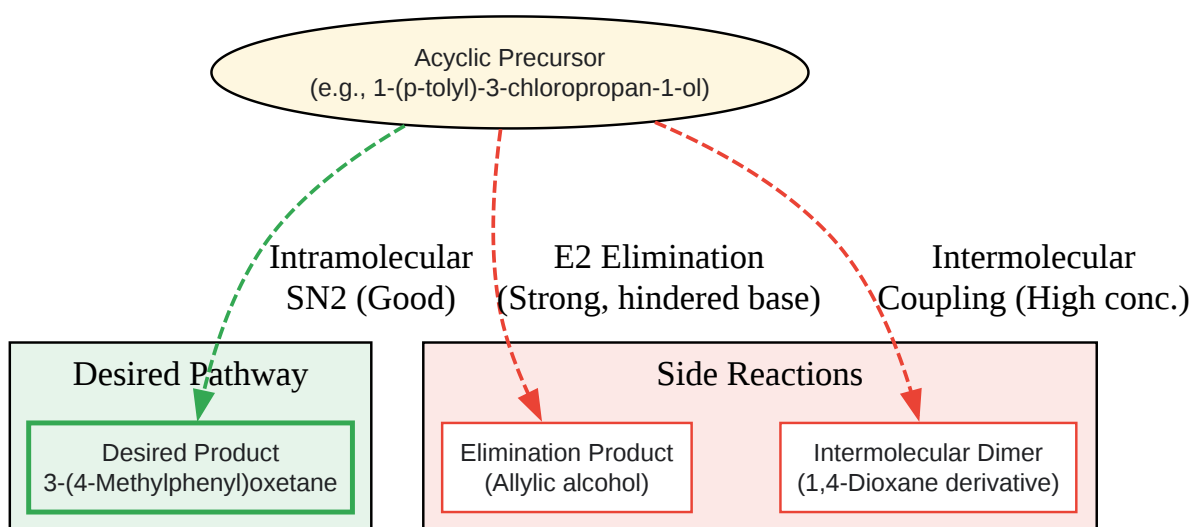 Acyclic Precursor
(e.g., 1-(p-tolyl)-3-chloropropan-1-ol)
Intramolecular
SN2 (Good)
E2 Elimination
(Strong, hindered base)
Intermolecular
Coupling (High conc.)
Desired Pathway
Desired Product
3-(4-Methylphenyl)oxetane
Side Reactions
Elimination Product
(Allylic alcohol)
Intermolecular Dimer
(1,4-Dioxane derivative)